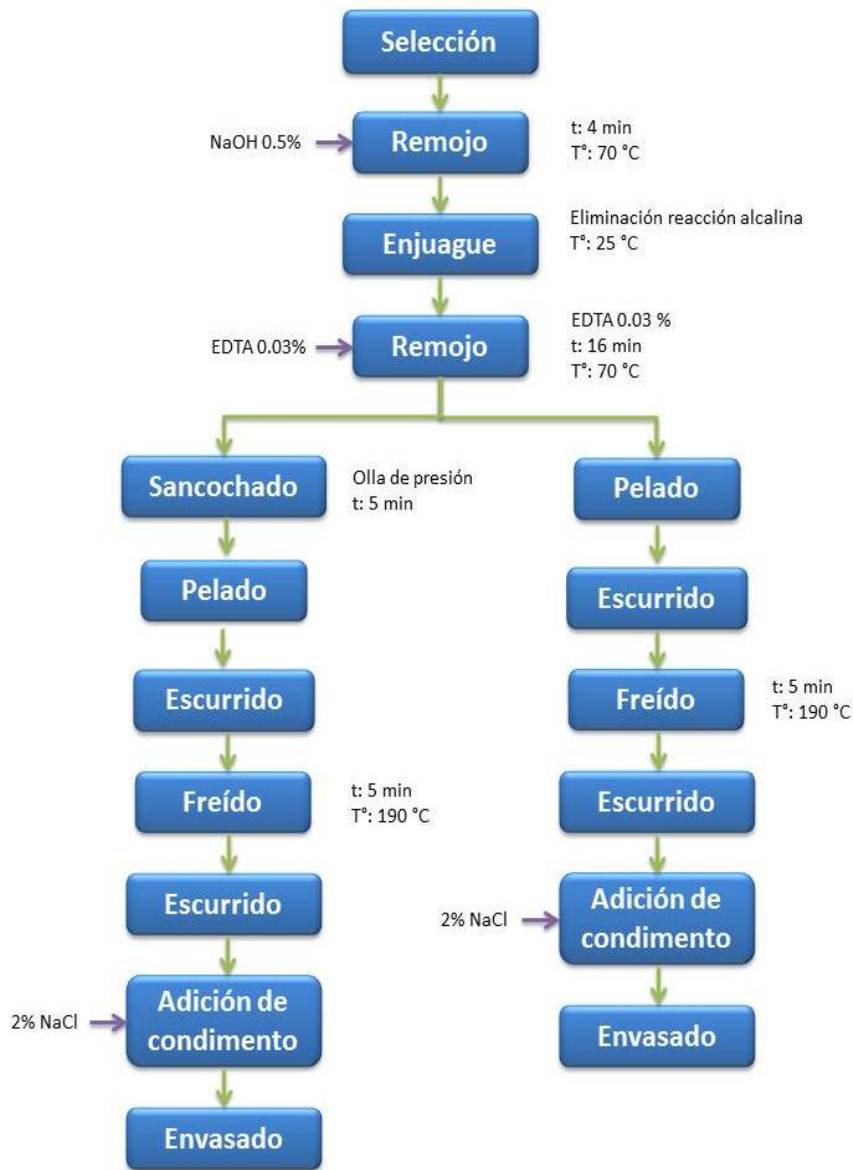 Selección
NaOH 0.5%
Remojo
t: 4 min
T°: 70 °C
Enjuague
Eliminación reacción alcalina
T°: 25 °C
EDTA 0.03%
Remojo
EDTA 0.03 %
t: 16 min
T°: 70 °C
Sancochado
Olla de presión
t: 5 min
Pelado
Escurrido
Freído
t: 5 min
T°: 190 °C
Escurrido
2% NaCl
Adición de
condimento
Envasado
Pelado
Escurrido
Freído
t: 5 min
T°: 190 °C
Escurrido
2% NaCl
Adición de
condimento
Envasado